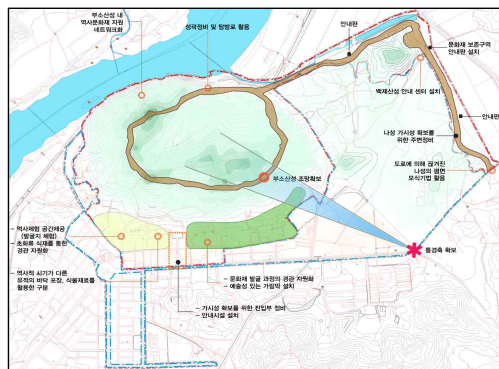 부소산성 내
역사문화재 자원
네트워크화
성곽정비 및 탐방로 활용
안내판
문화재 보존구역
안내판 설치
백제산성 안내 센터 설치
안내판
나성 가시성 확보를
위한 주변정비
도로에 의해 끊겨진
나성의 평면
모식기법 활용
부소산성 조망확보
통경축 확보
- 역사체험 공간제공
(발굴지 체험)
- 초화류 식재를 통한
경관 자원화
- 역사적 시기가 다른
유적의 바닥 포장, 식물재료를
활용한 구분
- 문화재 발굴 과정의 경관 자원화
- 예술성 있는 가림막 설치
- 가시성 확보를 위한 진입부 정비
- 안내시설 설치